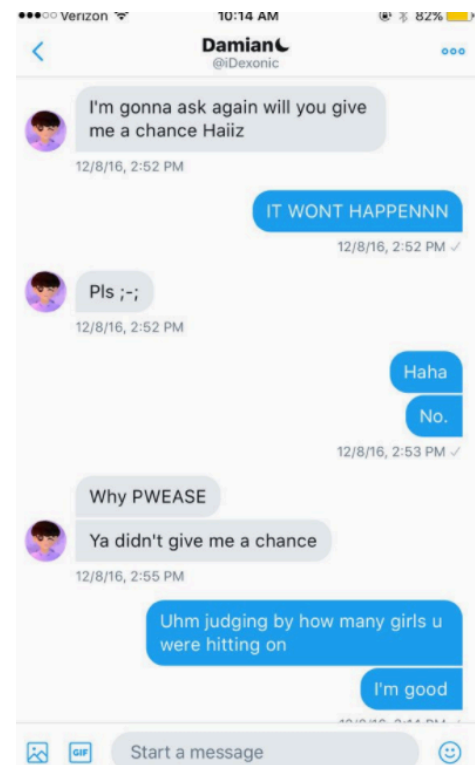 Verizon
10:14 AM
82%
Damian
@iDexonic
I'm gonna ask again will you give
me a chance Haiiz
12/8/16, 2:52 PM
IT WONT HAPPENNN
12/8/16, 2:52 PM ✓
Pls ;-;
12/8/16, 2:52 PM
Haha
No.
12/8/16, 2:53 PM ✓
Why PWEASE
Ya didn't give me a chance
12/8/16, 2:55 PM
Uhm judging by how many girls u
were hitting on
I'm good
GIF
Start a message